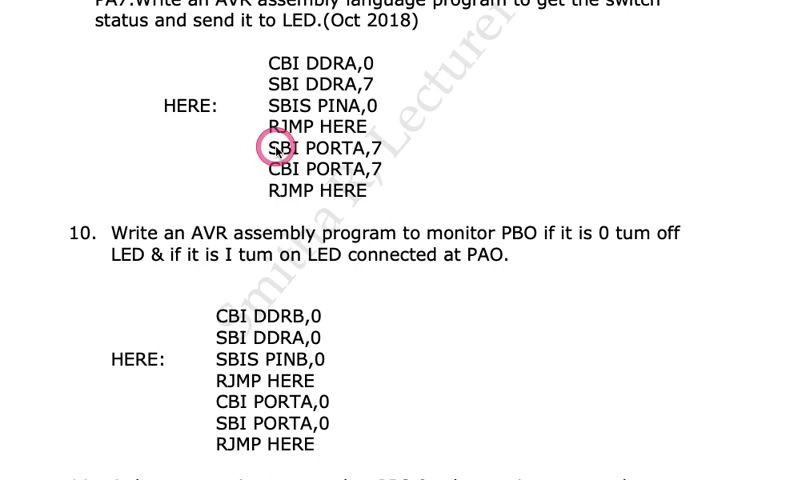 PA7.Write an AVR assembly language program to get the switch
status and send it to LED.(Oct 2018)
CBI DDRA,0
SBI DDRA,7
HERE: SBIS PINA,0
RJMP HERE
SBI PORTA,7
CBI PORTA,7
RJMP HERE
10. Write an AVR assembly program to monitor PBO if it is 0 tum off
LED & if it is I tum on LED connected at PAO.
CBI DDRB,0
SBI DDRA,0
HERE: SBIS PINB,0
RJMP HERE
CBI PORTA,0
SBI PORTA,0
RJMP HERE
Smitha K, Lecturer